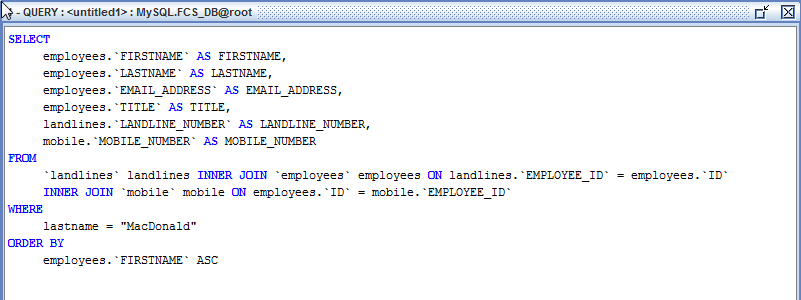 - QUERY : <untitled1> : MySQL.FCS_DB@root
SELECT
employees.`FIRSTNAME` AS FIRSTNAME,
employees.`LASTNAME` AS LASTNAME,
employees.`EMAIL_ADDRESS` AS EMAIL_ADDRESS,
employees.`TITLE` AS TITLE,
landlines.`LANDLINE_NUMBER` AS LANDLINE_NUMBER,
mobile.`MOBILE_NUMBER` AS MOBILE_NUMBER
FROM
`landlines` landlines INNER JOIN `employees` employees ON landlines.`EMPLOYEE_ID` = employees.`ID`
INNER JOIN `mobile` mobile ON employees.`ID` = mobile.`EMPLOYEE_ID`
WHERE
lastname = "MacDonald"
ORDER BY
employees.`FIRSTNAME` ASC